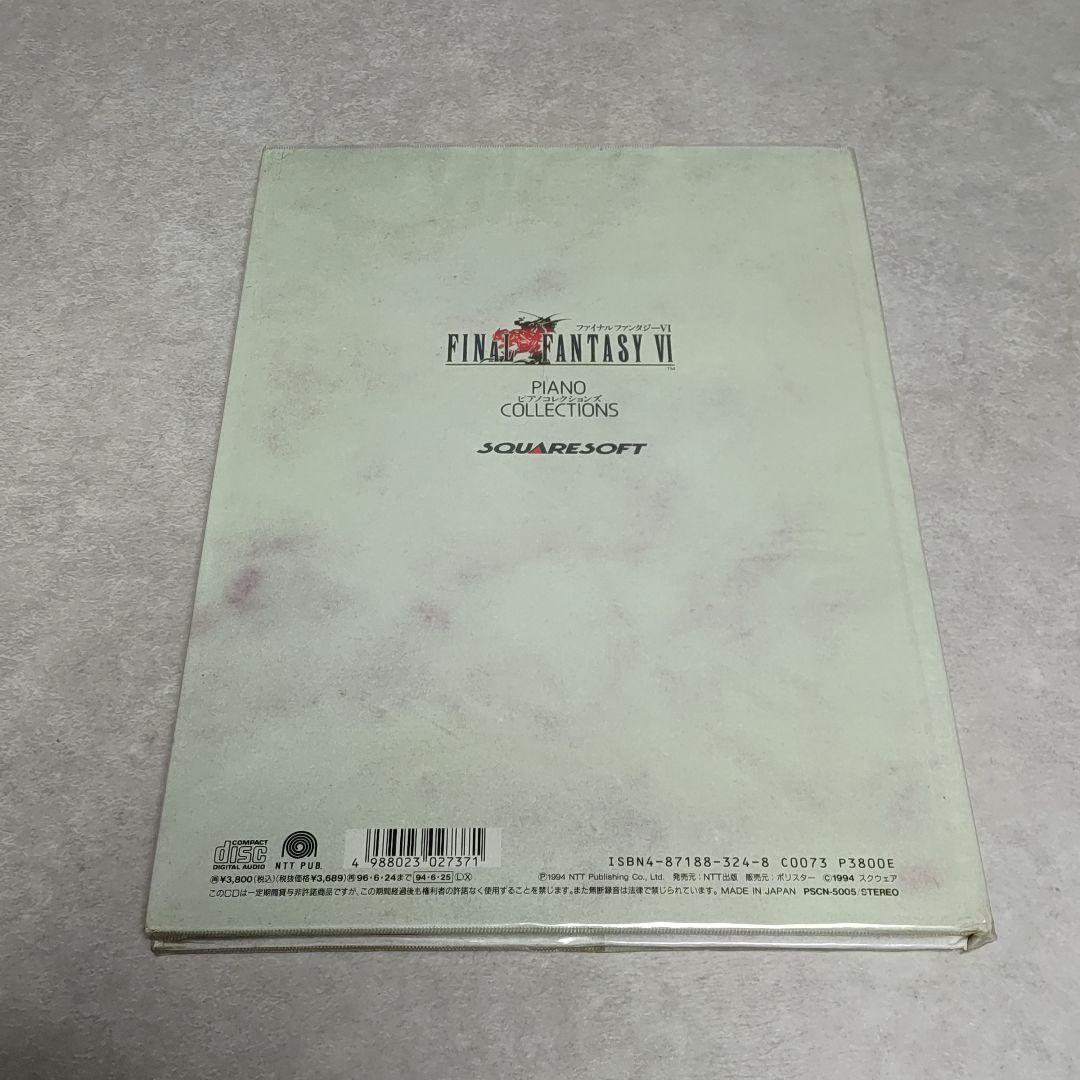 ファイナルファンタジーVI
FINAL FANTASY VI
TM
PIANO
ピアノコレクションズ
COLLECTIONS
SQUARESOFT
COMPACT
disc
DIGITAL AUDIO
NTT PUB.
4 988023 027371
ISBN4-87188-324-8 C0073 P3800E
㋬¥3,800(税込)(税抜価格¥3,689)㋬96・6・24まで 94・6・25 ⓁⓍ
Ⓟ1994 NTT Publishing Co., Ltd. 発売元：NTT出版 販売元：ポリスター Ⓒ1994 スクウェア
このCDは一定期間貸与非許諾商品ですが、この期間経過後も権利者の許諾なく使用することを禁じます。また無断録音は法律で禁じられています。 MADE IN JAPAN PSCN-5005/STEREO